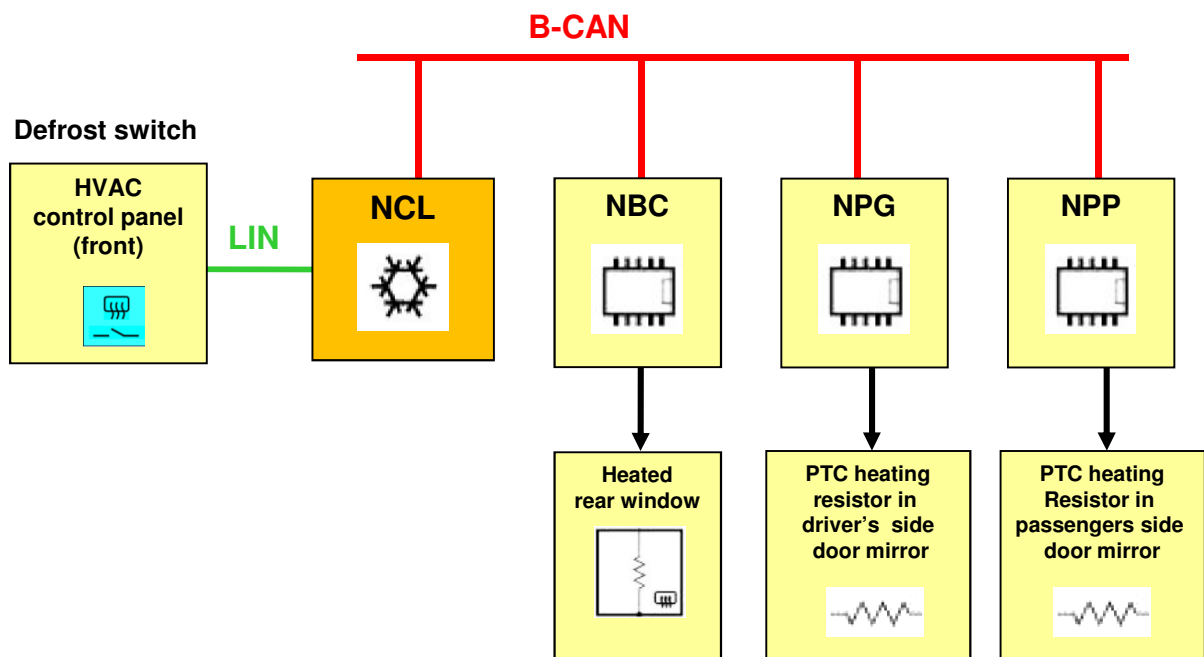 B-CAN
Defrost switch
HVAC
control panel
(front)
LIN
NCL
NBC
NPG
NPP
Heated
rear window
PTC heating
resistor in
driver's side
door mirror
PTC heating
Resistor in
passengers side
door mirror